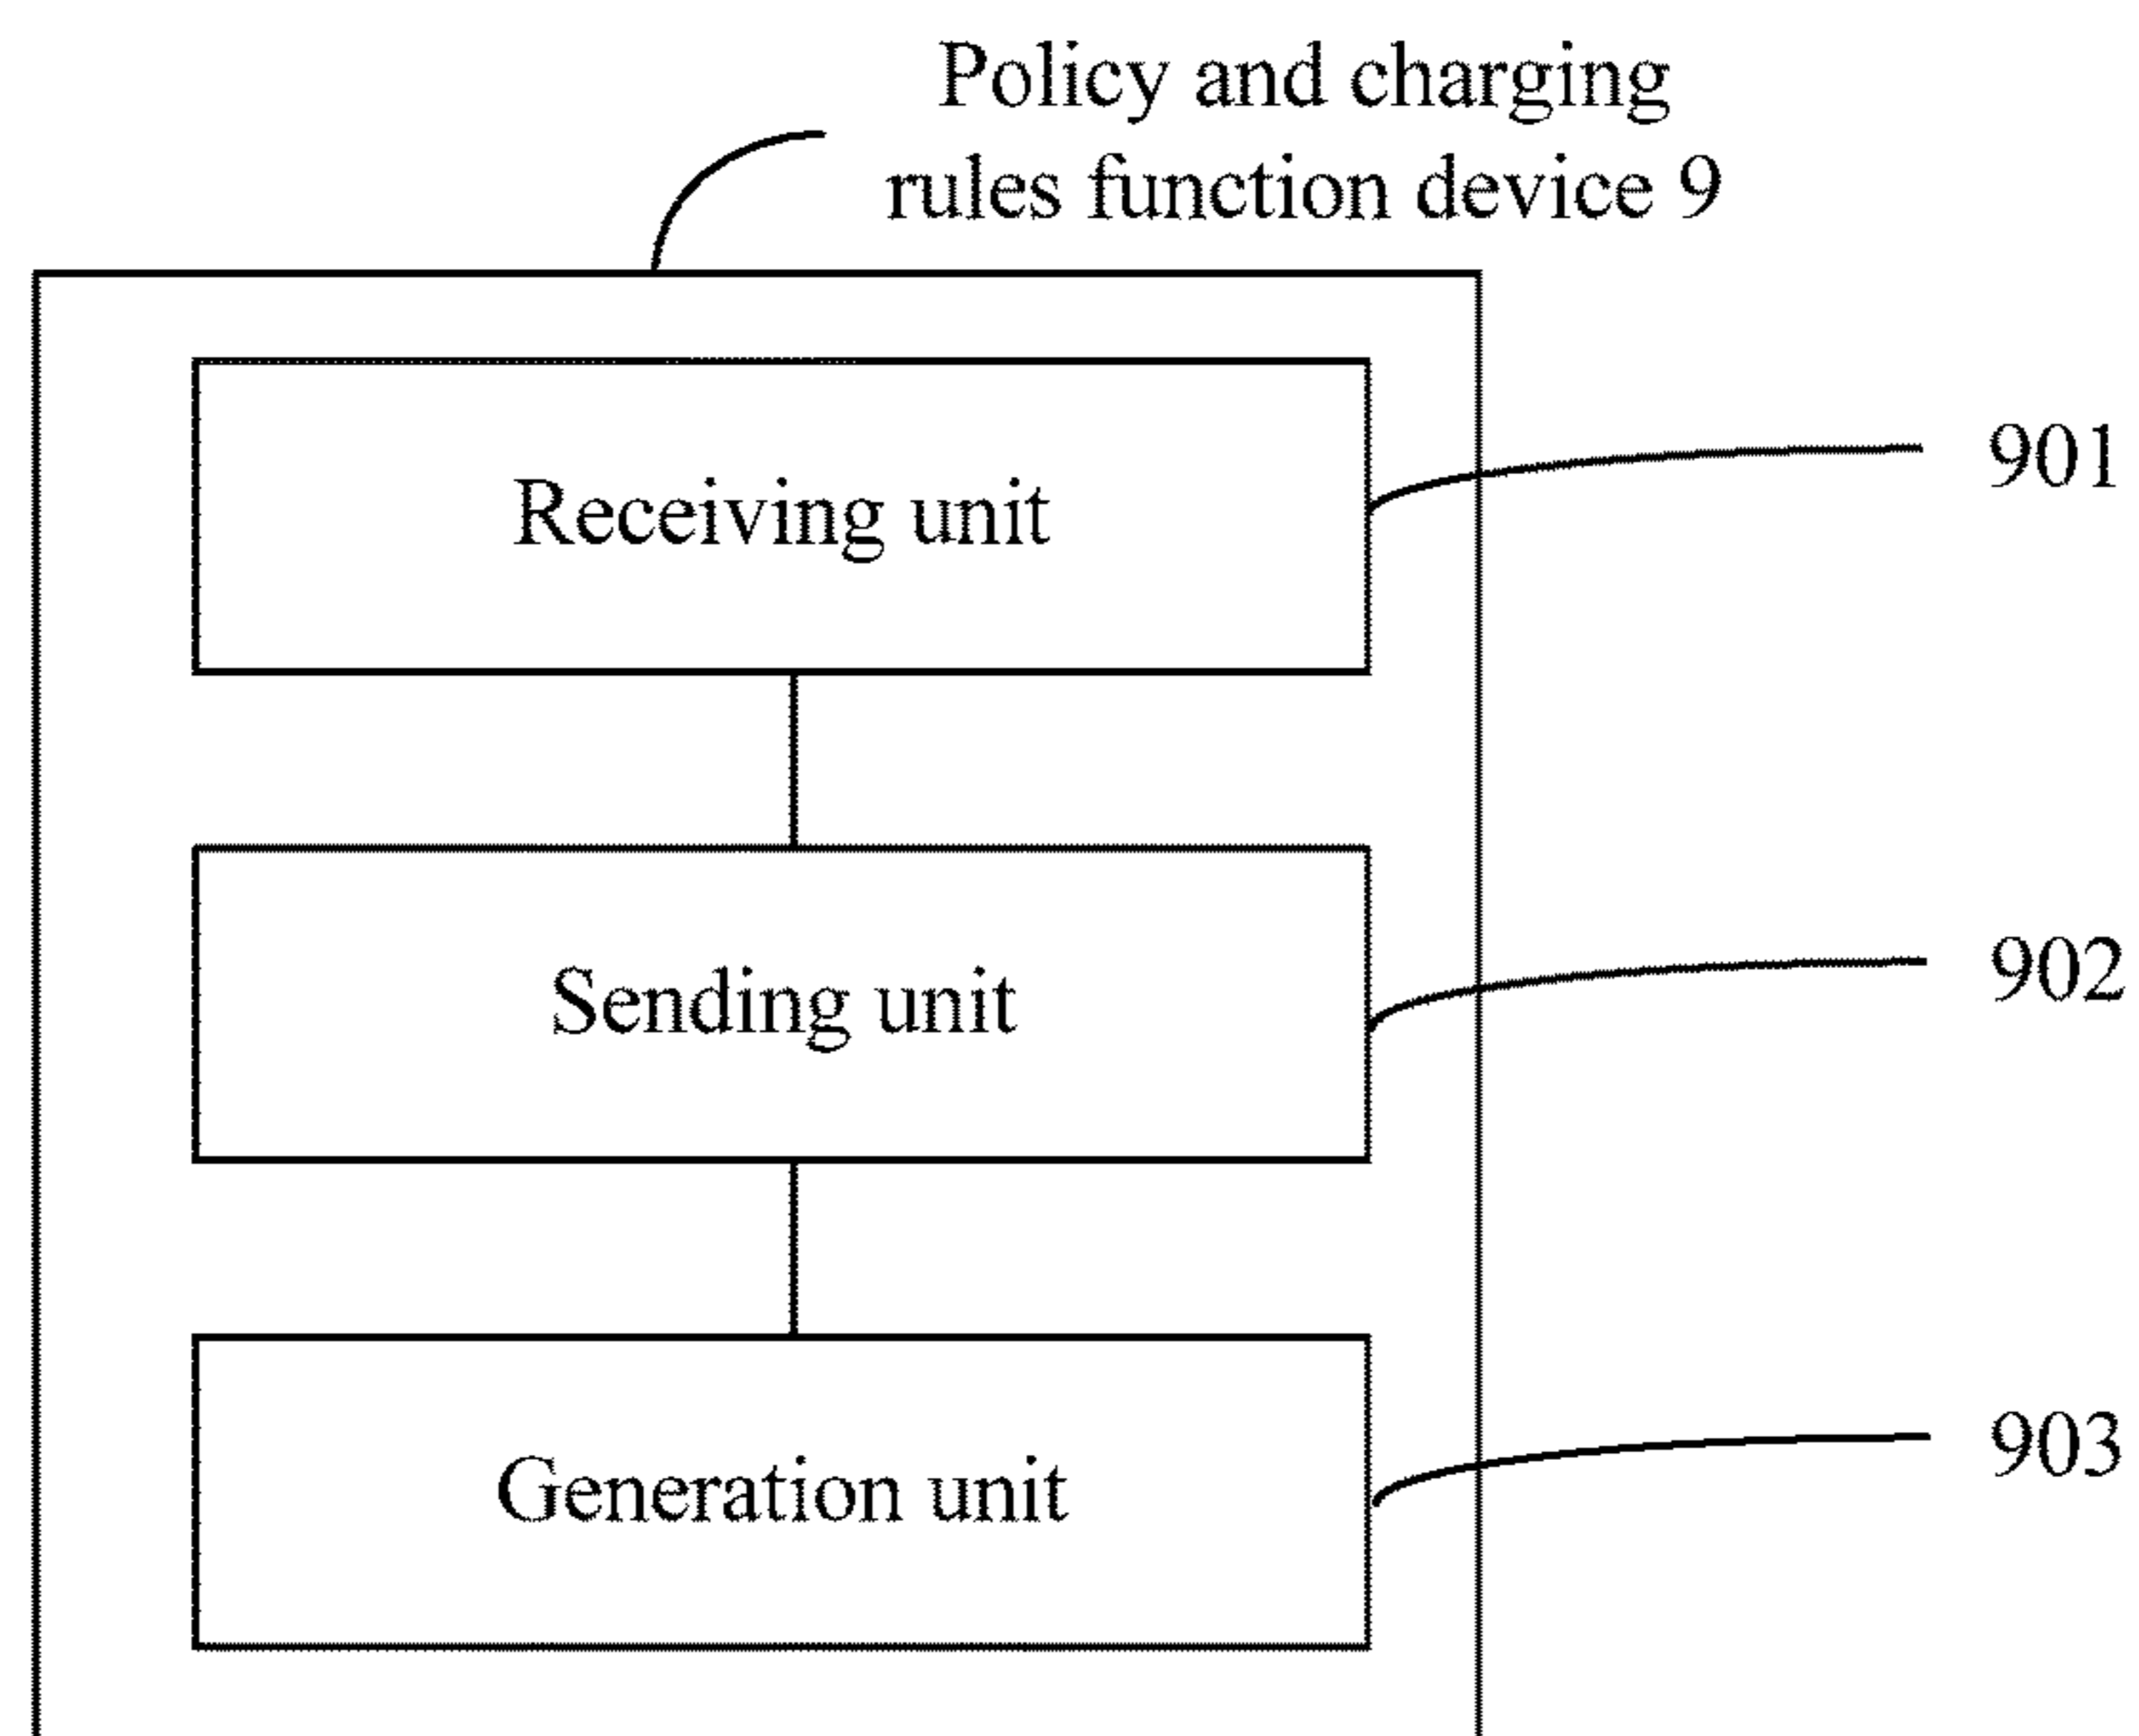 Policy and charging
rules function device 9
Receiving unit
901
Sending unit
902
Generation unit
903